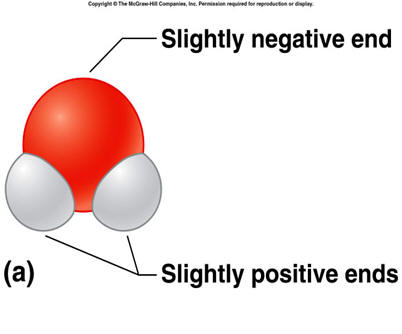 Copyright © The McGraw-Hill Companies, Inc. Permission required for reproduction or display.
Slightly negative end
(a)
Slightly positive ends